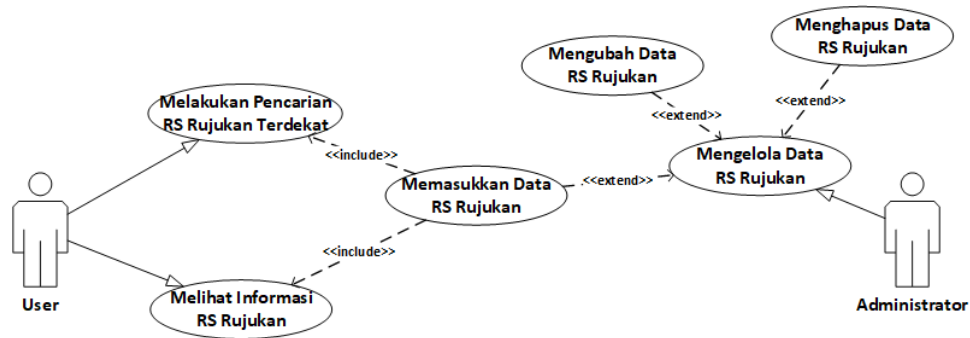 Menghapus Data
RS Rujukan
Mengubah Data
RS Rujukan
<<extend>>
<<extend>>
Melakukan Pencarian
RS Rujukan Terdekat
<<include>>
Mengelola Data
RS Rujukan
Memasukkan Data
RS Rujukan
<<extend>>
<<include>>
User
Melihat Informasi
RS Rujukan
Administrator